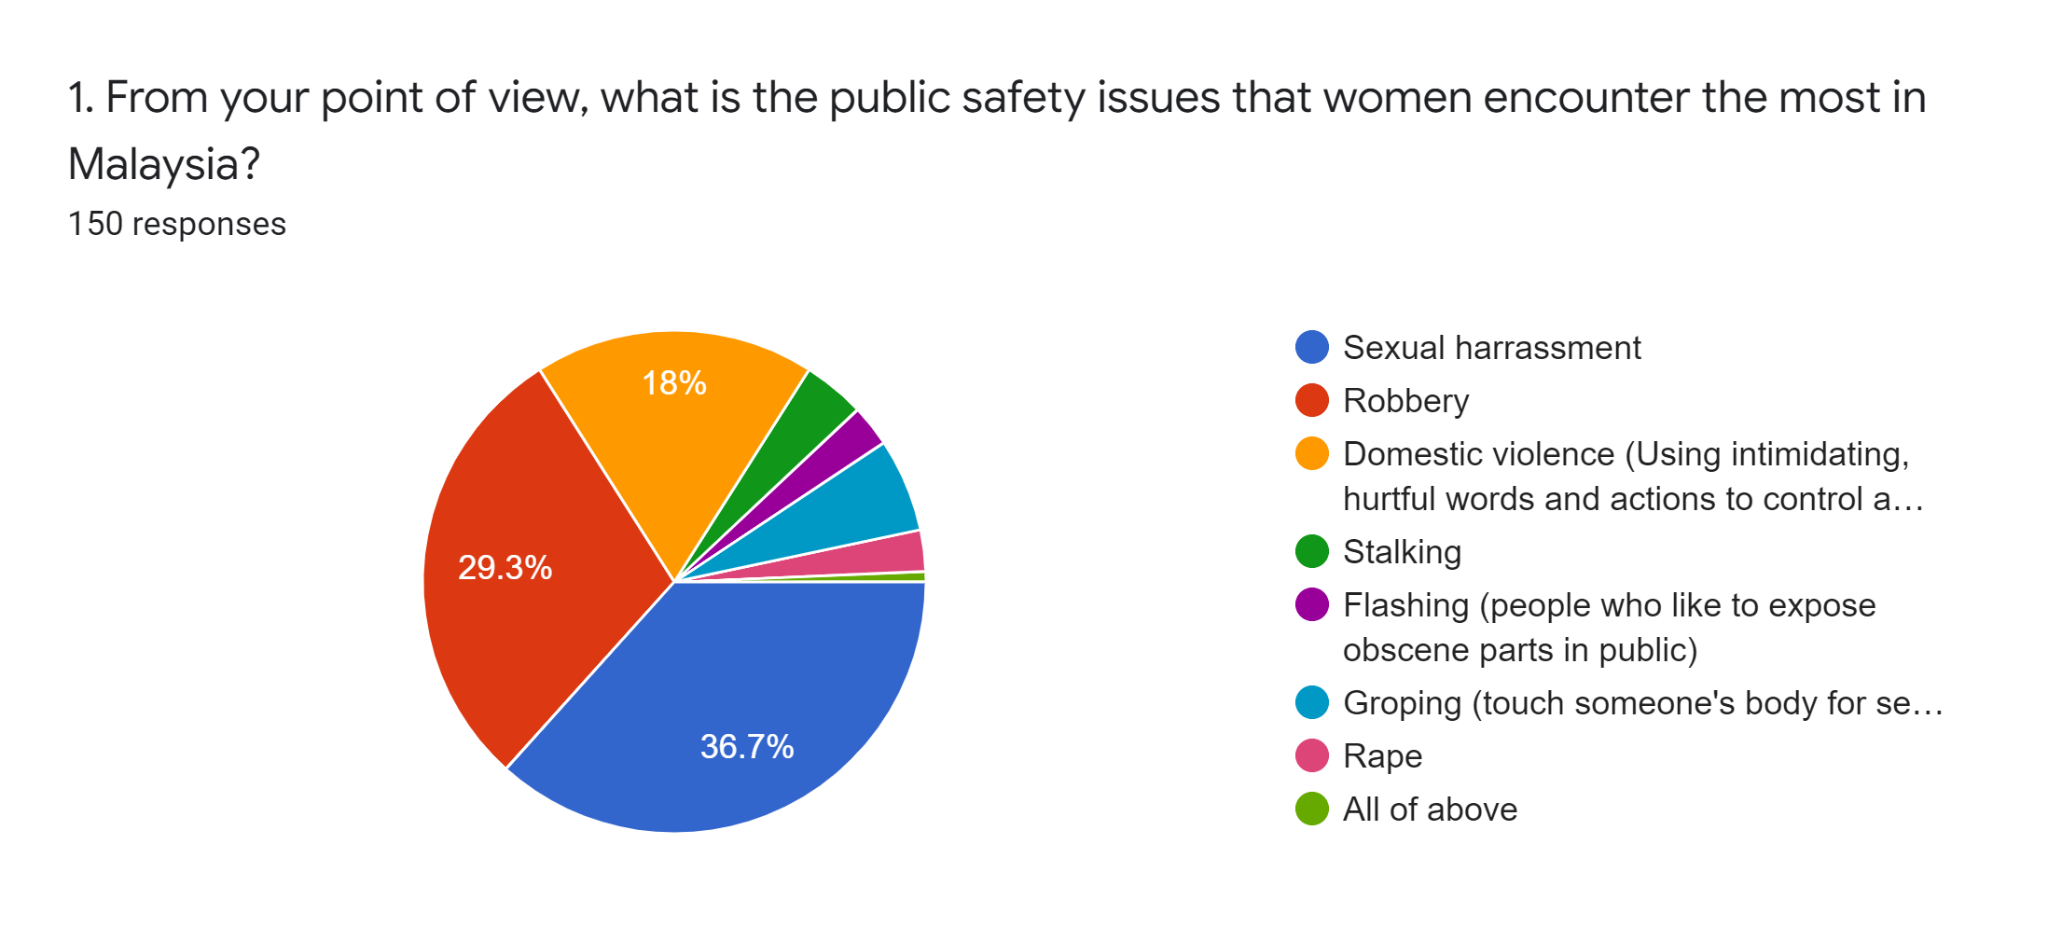 1. From your point of view, what is the public safety issues that women encounter the most in
Malaysia?
150 responses
18%
29.3%
36.7%
Sexual harrassment
Robbery
Domestic violence (Using intimidating,
hurtful words and actions to control a…
Stalking
Flashing (people who like to expose
obscene parts in public)
Groping (touch someone's body for se…
Rape
All of above